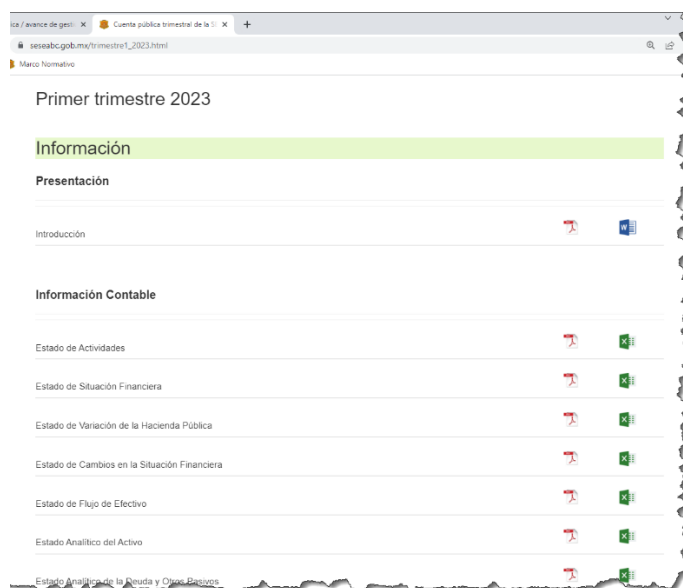 ica / avance de gesti
Cuenta pública trimestral de la S
seseabc.gob.mx/trimestre1_2023.html
Marco Normativo
Primer trimestre 2023
Información
Presentación
Introducción
Información Contable
Estado de Actividades
Estado de Situación Financiera
Estado de Variación de la Hacienda Pública
Estado de Cambios en la Situación Financiera
Estado de Flujo de Efectivo
Estado Analítico del Activo
Estado Analítico de la Deuda y Otros Pasivos